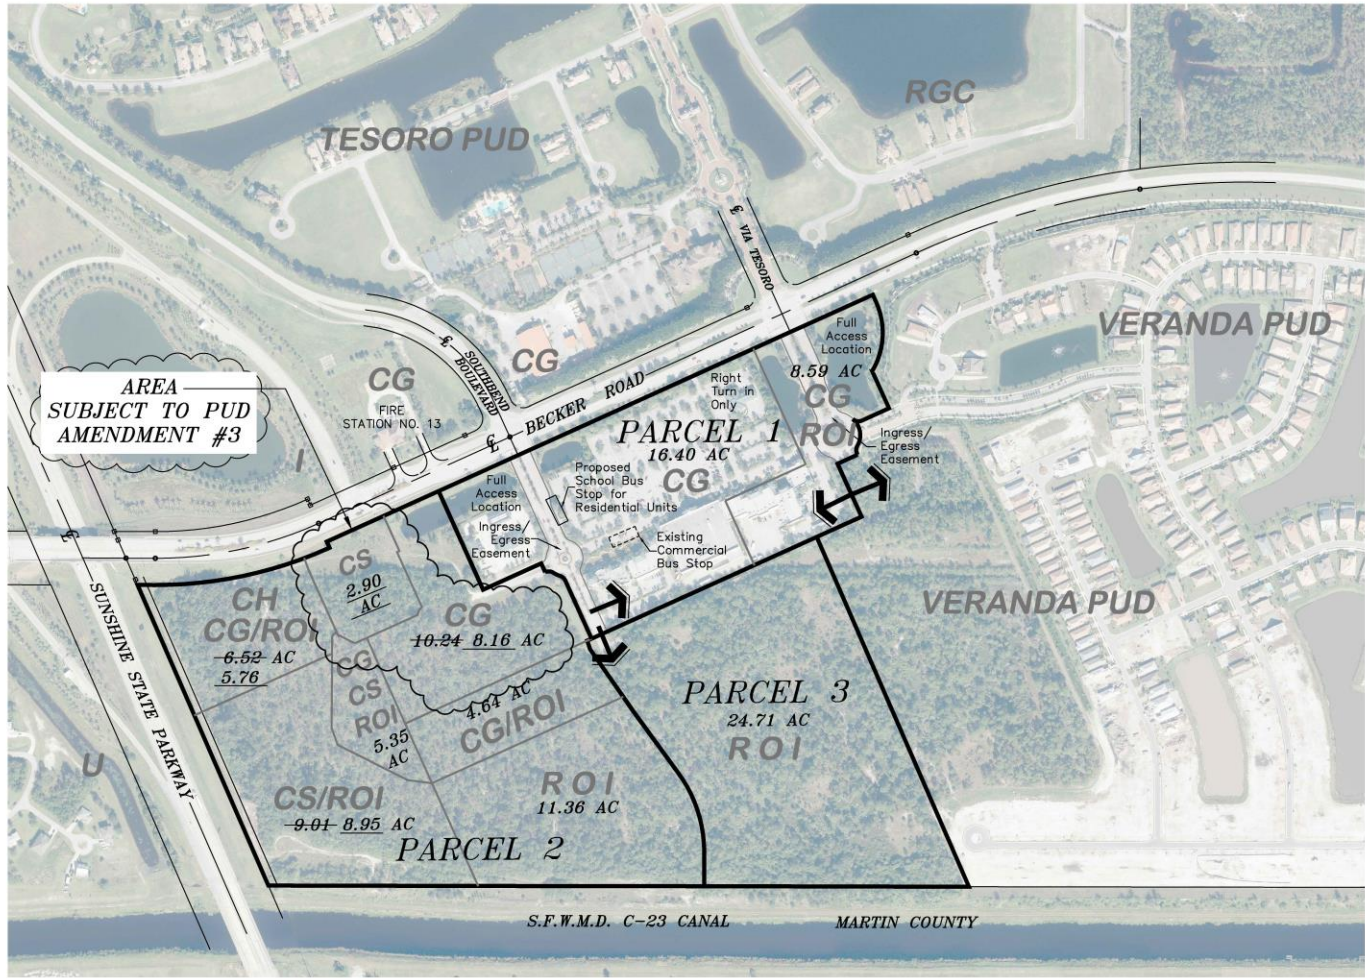 RGC
TESORO PUD
℄ VIA TESORO
VERANDA PUD
AREA
SUBJECT TO PUD
AMENDMENT #3
CG
FIRE
STATION NO. 13
I
℄ SOUTHBEND
BOULEVARD
CG
℄ BECKER ROAD
Full
Access
Location
8.59 AC
CG
ROI
Right
Turn in
Only
PARCEL 1
16.40 AC
CG
Ingress/
Egress
Easement
Proposed
School Bus
Stop for
Residential Units
Full
Access
Location
Ingress/
Egress
Easement
Existing
Commercial
Bus Stop
℄
SUNSHINE STATE PARKWAY
CS
2.90
AC
CH
CG/ROI
6.52 AC
5.76
CG
10.24 8.16 AC
CG
CS
ROI
5.35
AC
4.64 AC
CG/ROI
VERANDA PUD
PARCEL 3
24.71 AC
ROI
U
CS/ROI
9.01 8.95 AC
ROI
11.36 AC
PARCEL 2
S.F.W.M.D. C-23 CANAL
MARTIN COUNTY